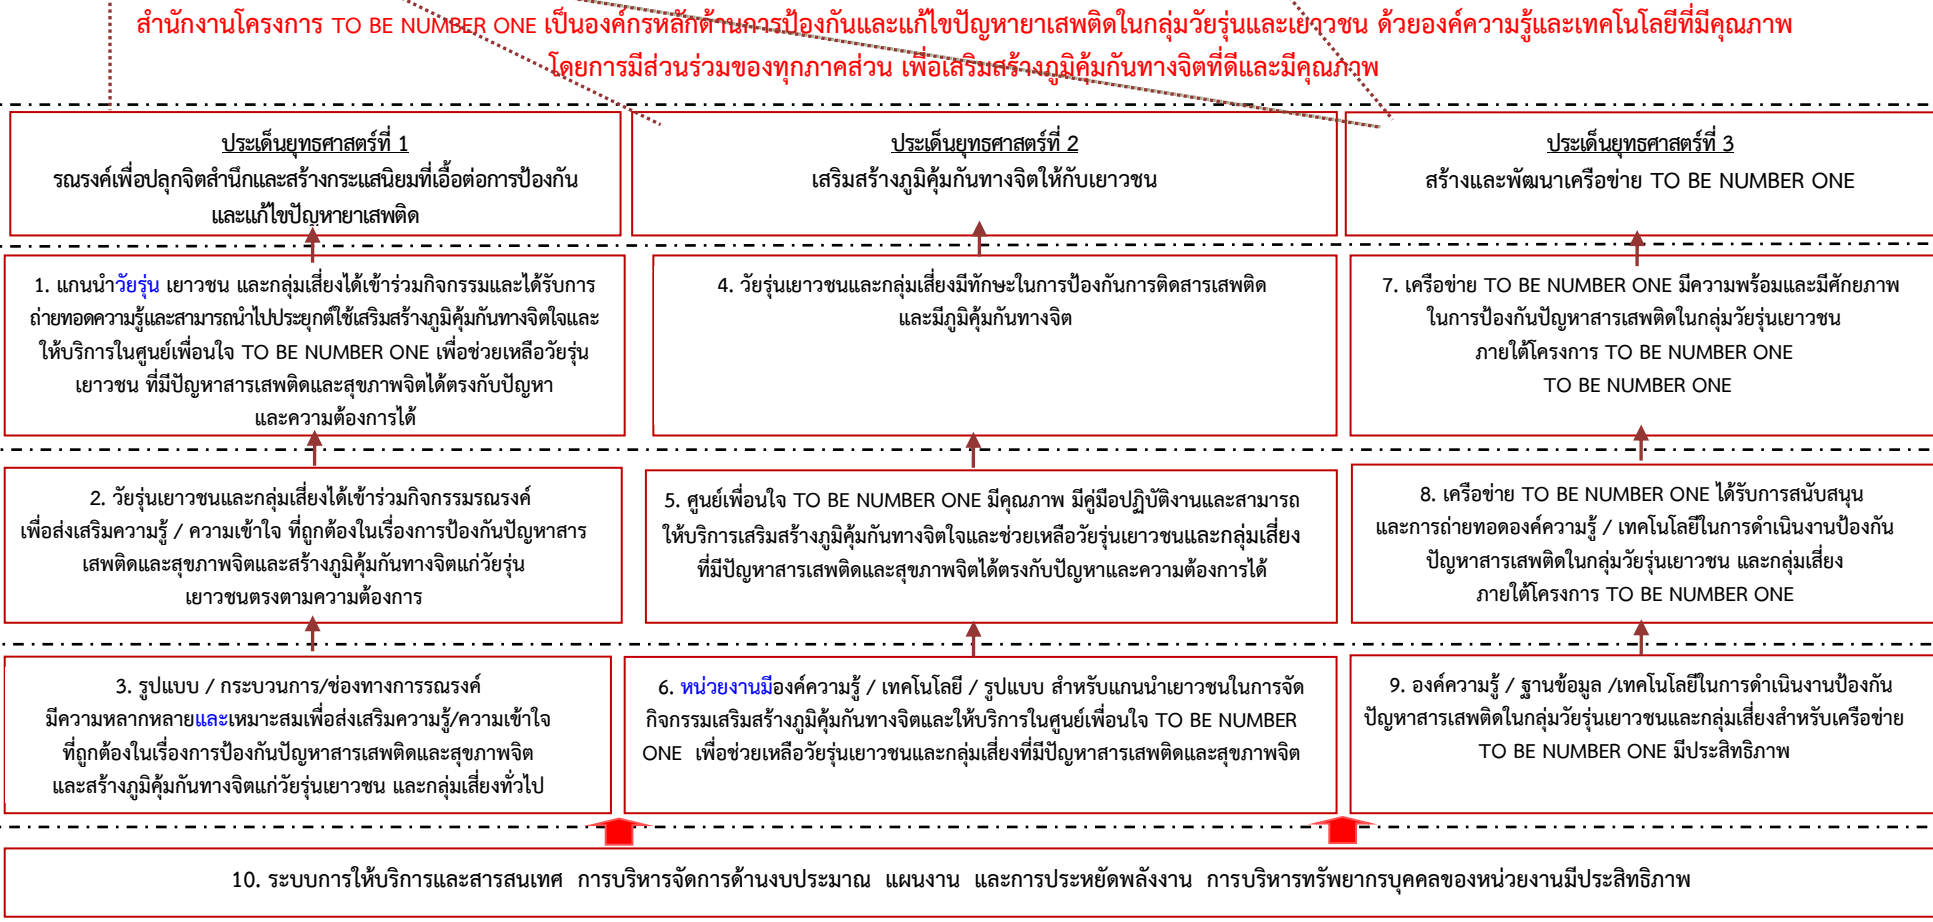 สำนักงานโครงการ TO BE NUMBER ONE เป็นองค์กรหลักด้านการป้องกันและแก้ไขปัญหายาเสพติดในกลุ่มวัยรุ่นและเยาวชน ด้วยองค์ความรู้และเทคโนโลยีที่มีคุณภาพ
โดยการมีส่วนร่วมของทุกภาคส่วน เพื่อเสริมสร้างภูมิคุ้มกันทางจิตที่ดีและมีคุณภาพ
ประเด็นยุทธศาสตร์ที่ 1
รณรงค์เพื่อปลุกจิตสำนึกและสร้างกระแสนิยมที่เอื้อต่อการป้องกัน
และแก้ไขปัญหายาเสพติด
ประเด็นยุทธศาสตร์ที่ 2
เสริมสร้างภูมิคุ้มกันทางจิตให้กับเยาวชน
ประเด็นยุทธศาสตร์ที่ 3
สร้างและพัฒนาเครือข่าย TO BE NUMBER ONE
1. แกนนำวัยรุ่น เยาวชน และกลุ่มเสี่ยงได้เข้าร่วมกิจกรรมและได้รับการ
ถ่ายทอดความรู้และสามารถนำไปประยุกต์ใช้เสริมสร้างภูมิคุ้มกันทางจิตใจและ
ให้บริการในศูนย์เพื่อนใจ TO BE NUMBER ONE เพื่อช่วยเหลือวัยรุ่น
เยาวชน ที่มีปัญหาสารเสพติดและสุขภาพจิตได้ตรงกับปัญหา
และความต้องการได้
4. วัยรุ่นเยาวชนและกลุ่มเสี่ยงมีทักษะในการป้องกันการติดสารเสพติด
และมีภูมิคุ้มกันทางจิต
7. เครือข่าย TO BE NUMBER ONE มีความพร้อมและมีศักยภาพ
ในการป้องกันปัญหาสารเสพติดในกลุ่มวัยรุ่นเยาวชน
ภายใต้โครงการ TO BE NUMBER ONE
TO BE NUMBER ONE
2. วัยรุ่นเยาวชนและกลุ่มเสี่ยงได้เข้าร่วมกิจกรรมรณรงค์
เพื่อส่งเสริมความรู้ / ความเข้าใจ ที่ถูกต้องในเรื่องการป้องกันปัญหาสาร
เสพติดและสุขภาพจิตและสร้างภูมิคุ้มกันทางจิตแก่วัยรุ่น
เยาวชนตรงตามความต้องการ
5. ศูนย์เพื่อนใจ TO BE NUMBER ONE มีคุณภาพ มีคู่มือปฏิบัติงานและสามารถ
ให้บริการเสริมสร้างภูมิคุ้มกันทางจิตใจและช่วยเหลือวัยรุ่นเยาวชนและกลุ่มเสี่ยง
ที่มีปัญหาสารเสพติดและสุขภาพจิตได้ตรงกับปัญหาและความต้องการได้
8. เครือข่าย TO BE NUMBER ONE ได้รับการสนับสนุน
และการถ่ายทอดองค์ความรู้ / เทคโนโลยีในการดำเนินงานป้องกัน
ปัญหาสารเสพติดในกลุ่มวัยรุ่นเยาวชน และกลุ่มเสี่ยง
ภายใต้โครงการ TO BE NUMBER ONE
3. รูปแบบ / กระบวนการ/ช่องทางการรณรงค์
มีความหลากหลายและเหมาะสมเพื่อส่งเสริมความรู้/ความเข้าใจ
ที่ถูกต้องในเรื่องการป้องกันปัญหาสารเสพติดและสุขภาพจิต
และสร้างภูมิคุ้มกันทางจิตแก่วัยรุ่นเยาวชน และกลุ่มเสี่ยงทั่วไป
6. หน่วยงานมีองค์ความรู้ / เทคโนโลยี / รูปแบบ สำหรับแกนนำเยาวชนในการจัด
กิจกรรมเสริมสร้างภูมิคุ้มกันทางจิตและให้บริการในศูนย์เพื่อนใจ TO BE NUMBER
ONE เพื่อช่วยเหลือวัยรุ่นเยาวชนและกลุ่มเสี่ยงที่มีปัญหาสารเสพติดและสุขภาพจิต
9. องค์ความรู้ / ฐานข้อมูล /เทคโนโลยีในการดำเนินงานป้องกัน
ปัญหาสารเสพติดในกลุ่มวัยรุ่นเยาวชนและกลุ่มเสี่ยงสำหรับเครือข่าย
TO BE NUMBER ONE มีประสิทธิภาพ
10. ระบบการให้บริการและสารสนเทศ การบริหารจัดการด้านงบประมาณ แผนงาน และการประหยัดพลังงาน การบริหารทรัพยากรบุคคลของหน่วยงานมีประสิทธิภาพ